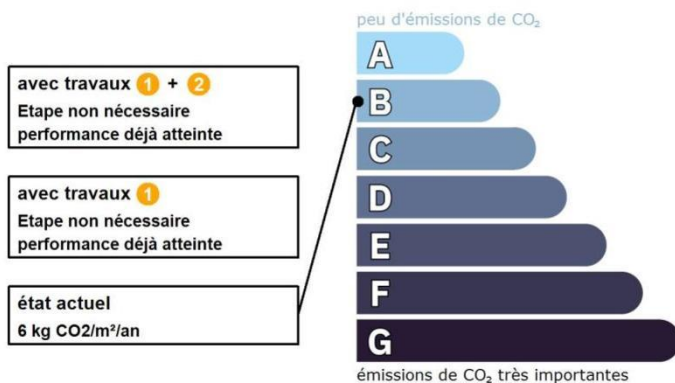 peu d'émissions de CO₂
A
B
C
D
E
F
G
émissions de CO₂ très importantes
avec travaux 1 + 2
Etape non nécessaire
performance déjà atteinte
avec travaux 1
Etape non nécessaire
performance déjà atteinte
état actuel
6 kg CO2/m²/an